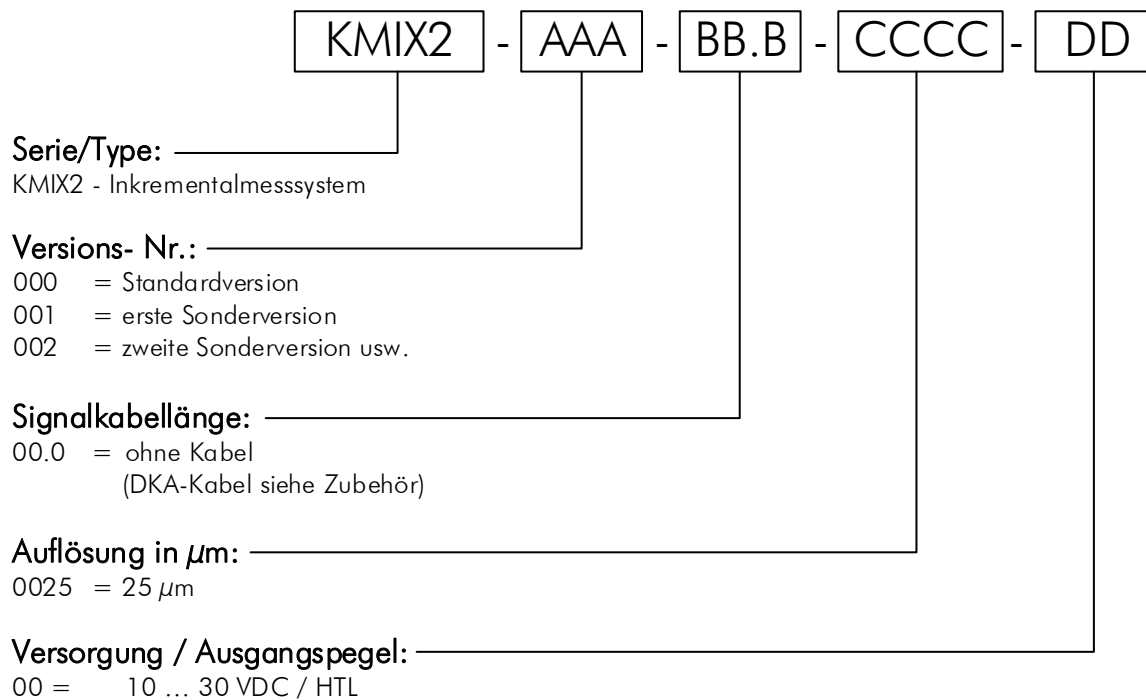 KMIX2 - AAA - BB.B - CCCC - DD
Serie/Type:
KMIX2 - Inkrementalmesssystem
Versions- Nr.:
000 = Standardversion
001 = erste Sonderversion
002 = zweite Sonderversion usw.
Signalkabellänge:
00.0 = ohne Kabel
(DKA-Kabel siehe Zubehör)
Auflösung in µm:
0025 = 25 µm
Versorgung / Ausgangspegel:
00 = 10 ... 30 VDC / HTL